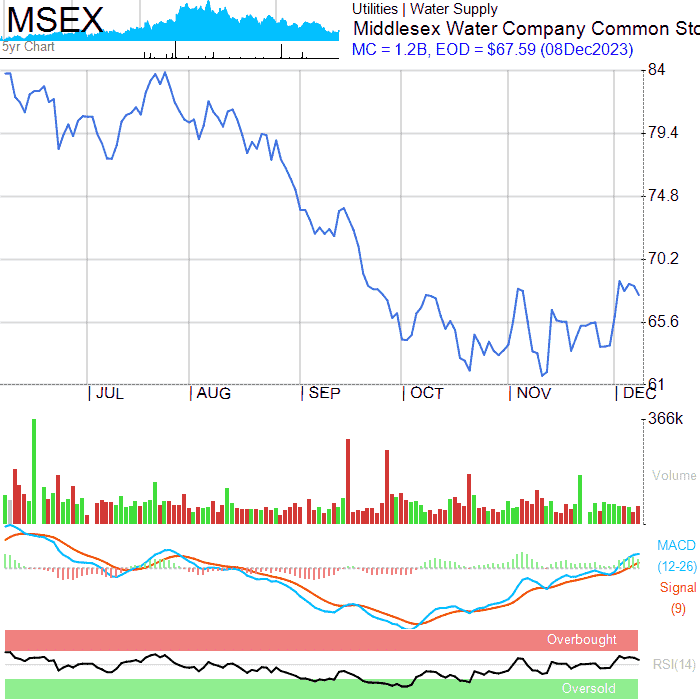 MSEX
5yr Chart
Utilities | Water Supply
Middlesex Water Company Common Sto
MC = 1.2B, EOD = $67.59 (08Dec2023)
84
79.4
74.8
70.2
65.6
61
JUL AUG SEP OCT NOV DEC
366k
Volume
MACD
(12-26)
Signal
(9)
Overbought
RSI(14)
Oversold